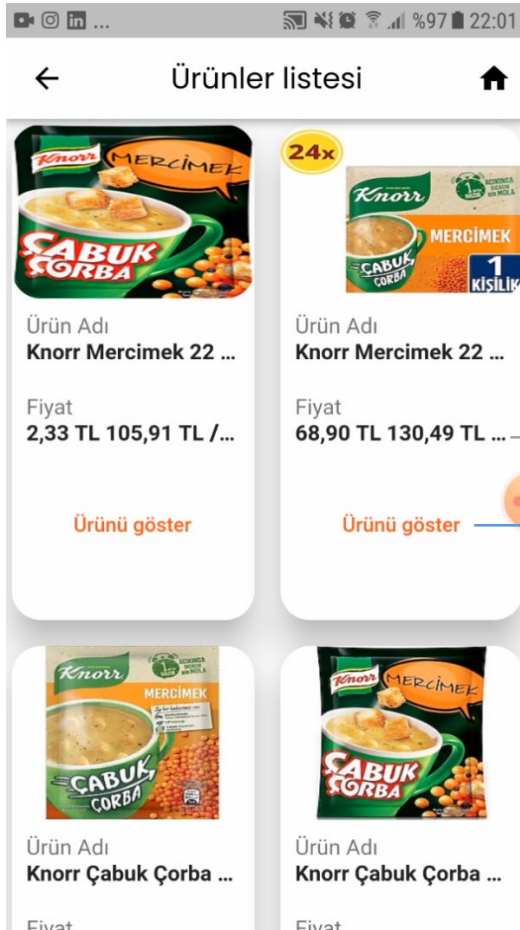 ...
%97 22:01
Ürünler listesi
Knorr MERCİMEK
ÇABUK
ÇORBA
24x
Knorr
MERCİMEK
ÇABUK
ÇORBA
1
KİŞİLİK
Ürün Adı
Knorr Mercimek 22 ...
Fiyat
2,33 TL 105,91 TL /...
Ürünü göster
Ürün Adı
Knorr Mercimek 22 ...
Fiyat
68,90 TL 130,49 TL ...
Ürünü göster
Knorr
MERCİMEK
ÇABUK
ÇORBA
Ürün Adı
Knorr Çabuk Çorba ...
Fiyat
Knorr MERCİMEK
ÇABUK
ÇORBA
Ürün Adı
Knorr Çabuk Çorba ...
Fiyat